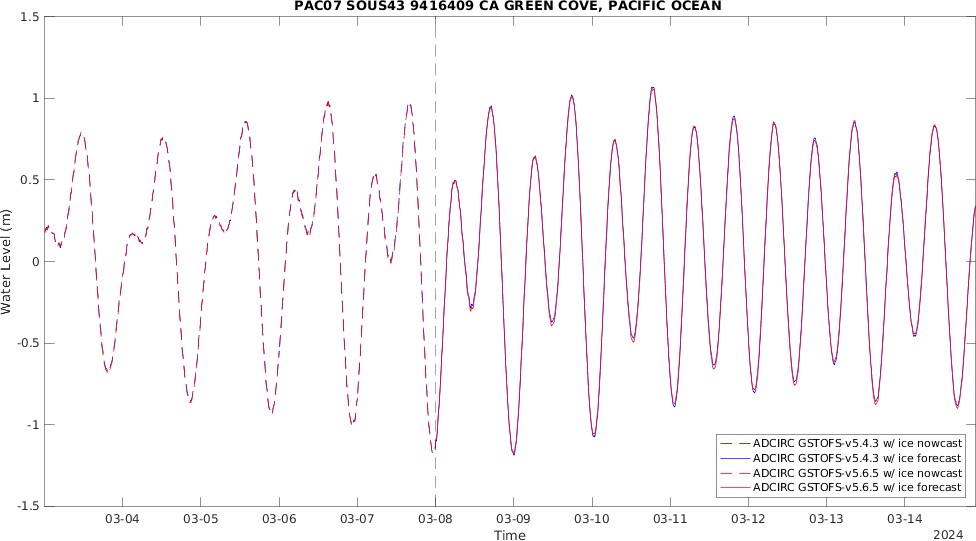 PAC07 SOUS43 9416409 CA GREEN COVE, PACIFIC OCEAN
1.5
1
0.5
0
-0.5
-1
-1.5
Water Level (m)
03-04 03-05 03-06 03-07 03-08 03-09 03-10 03-11 03-12 03-13 03-14
Time
2024
ADCIRC GSTOFS-v5.4.3 w/ ice nowcast
ADCIRC GSTOFS-v5.4.3 w/ ice forecast
ADCIRC GSTOFS-v5.6.5 w/ ice nowcast
ADCIRC GSTOFS-v5.6.5 w/ ice forecast